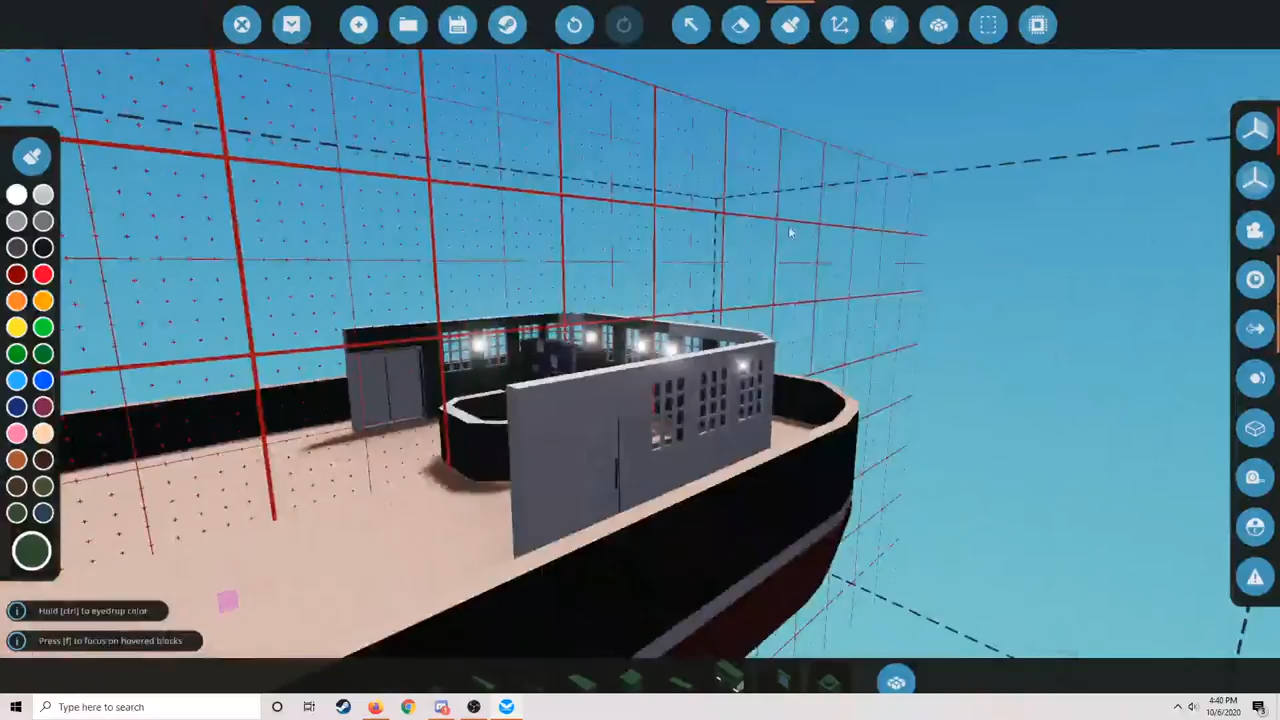 Hold [ctrl] to eyedrop color
Press [f] to focus on hovered blocks
Type here to search
4:40 PM
10/6/2020